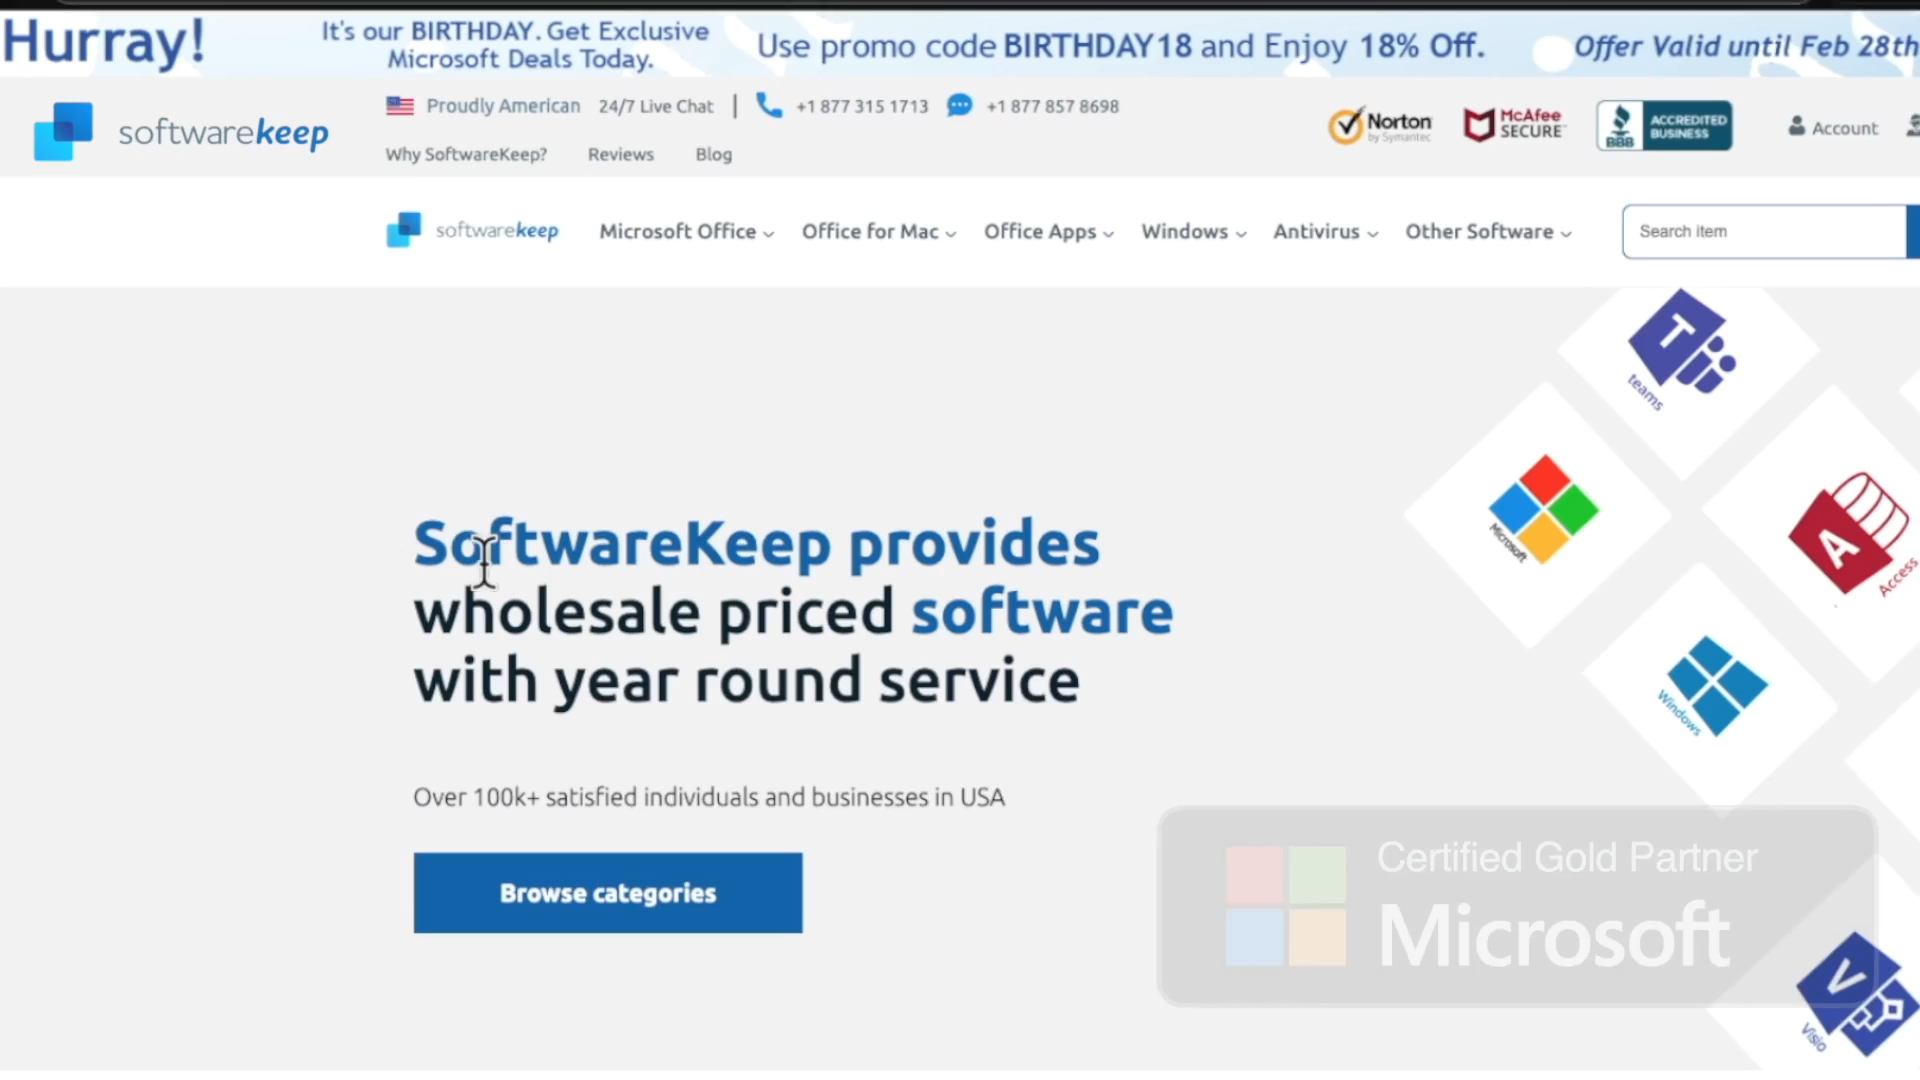 Hurray!
It's our BIRTHDAY. Get Exclusive
Microsoft Deals Today.
Use promo code BIRTHDAY18 and Enjoy 18% Off.
Offer Valid until Feb 28th
softwarekeep
Proudly American
24/7 Live Chat
+1 877 315 1713
+1 877 857 8698
Why SoftwareKeep?
Reviews
Blog
Norton
by Symantec
McAfee
SECURE
BBB
ACCREDITED
BUSINESS
Account
softwarekeep
Microsoft Office
Office for Mac
Office Apps
Windows
Antivirus
Other Software
Search item
T
teams
Microsoft
A
Access
Windows
SoftwareKeep provides
wholesale priced software
with year round service
Over 100k+ satisfied individuals and businesses in USA
Browse categories
Certified Gold Partner
Microsoft
V
Visio